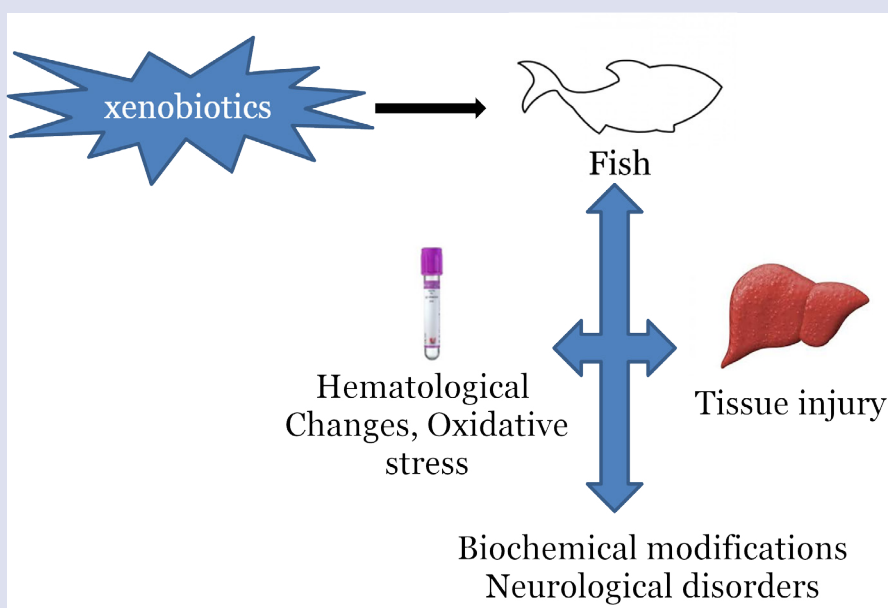 xenobiotics
Fish
Hematological
Changes, Oxidative
stress
Tissue injury
Biochemical modifications
Neurological disorders